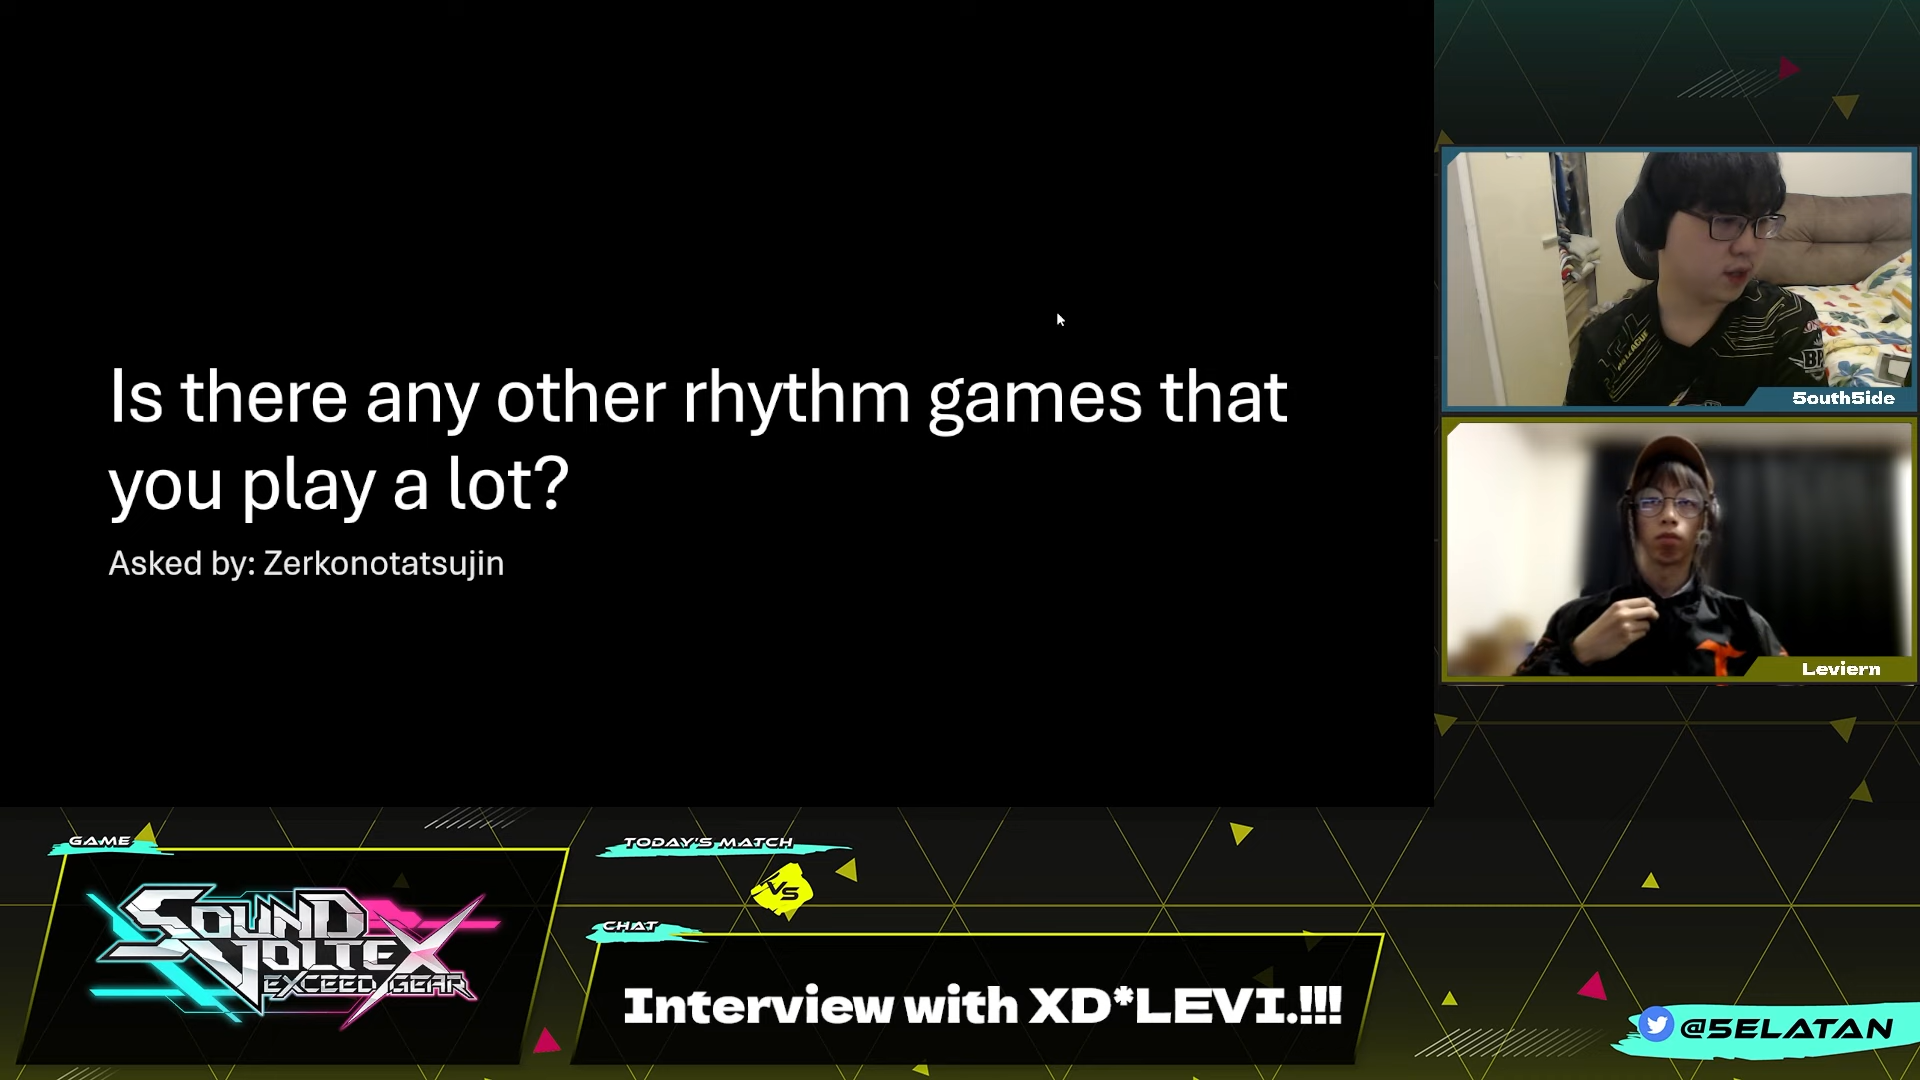 Is there any other rhythm games that
you play a lot?
Asked by: Zerkonotatsujin
5outh5ide
Leviern
GAME
SOUND
VOLTEX
EXCEED GEAR
TODAY'S MATCH
VS
CHAT
Interview with XD*LEVI.!!!
@5ELATAN